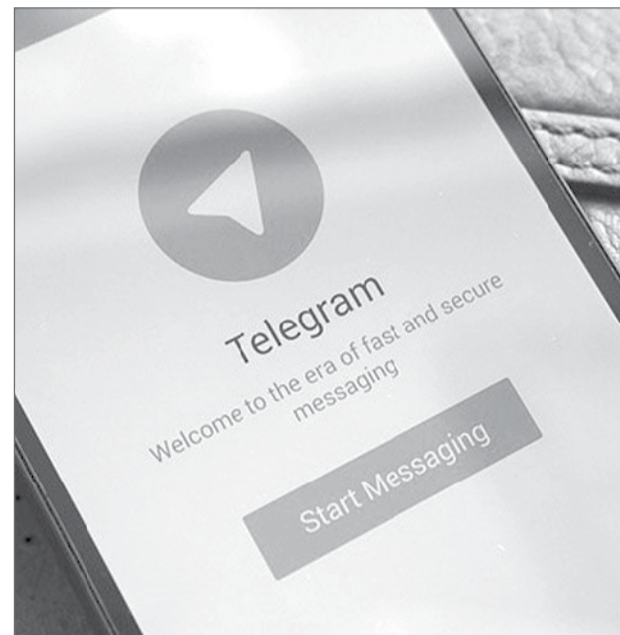 Telegram
Welcome to the era of fast and secure
messaging
Start Messaging